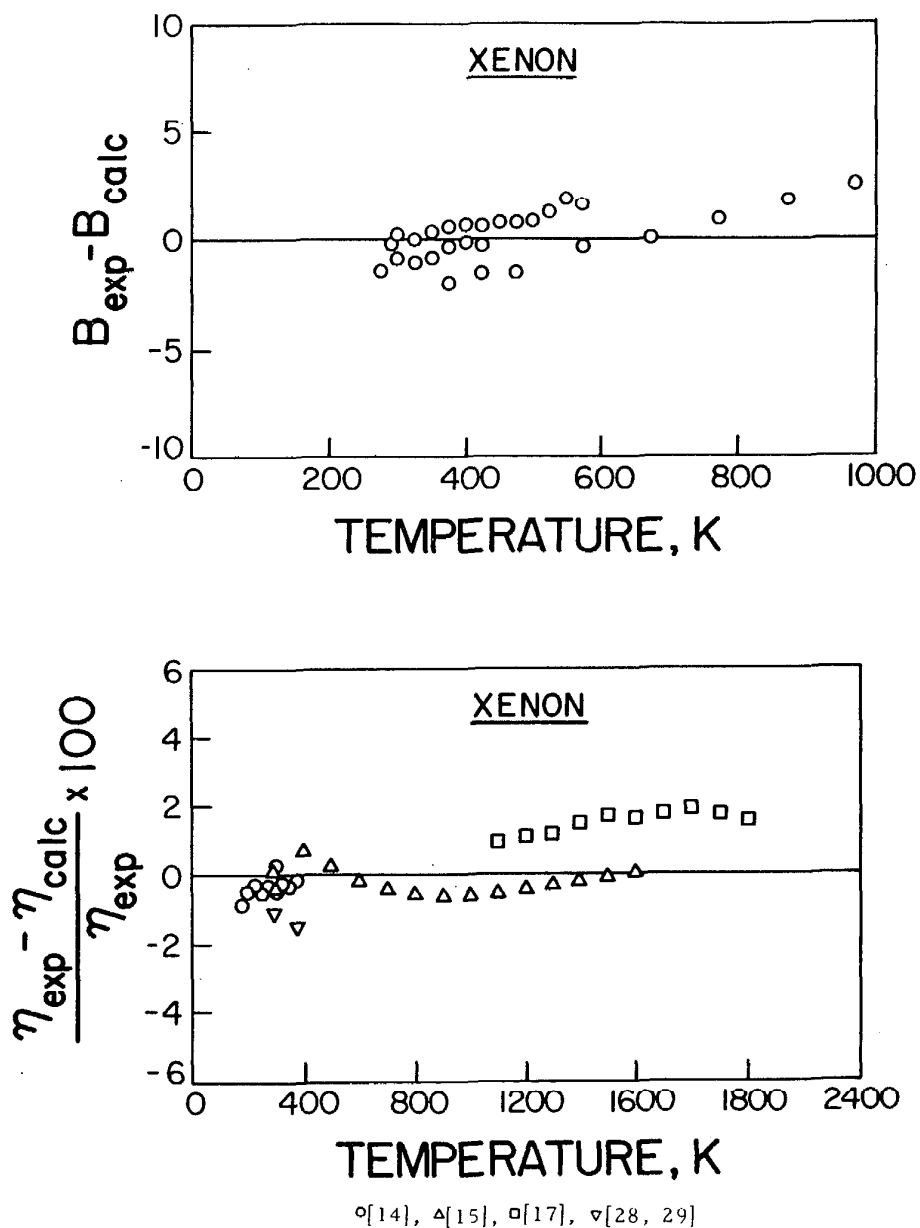 XENON
B_exp - B_calc
10
5
0
-5
-10
0 200 400 600 800 1000
TEMPERATURE, K
XENON
η_exp - η_calc
η_exp
x 100
6
4
2
0
-2
-4
-6
0 400 800 1200 1600 1800 2400
TEMPERATURE, K
○[14], △[15], □[17], ▽[28, 29]